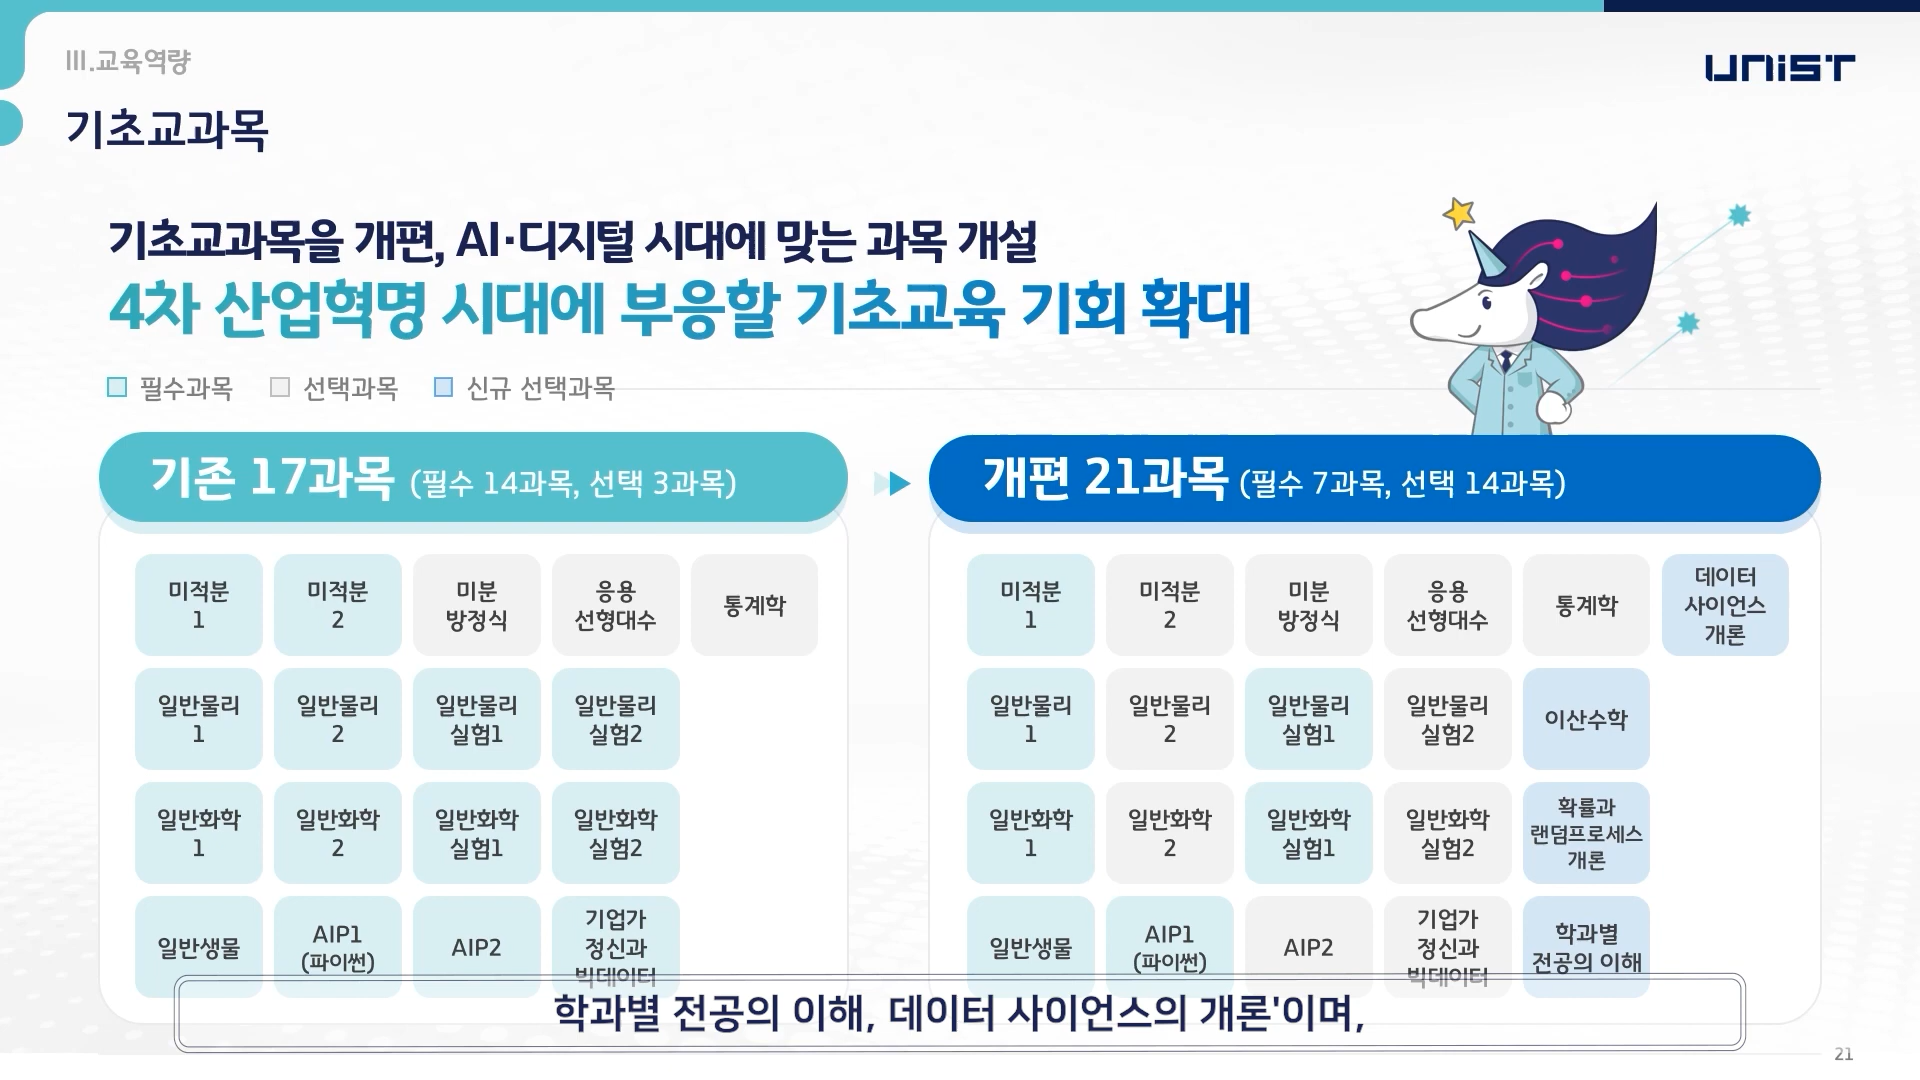 III.교육역량
UNIST
기초교과목
기초교과목을 개편, AI·디지털 시대에 맞는 과목 개설
4차 산업혁명 시대에 부응할 기초교육 기회 확대
필수과목 선택과목 신규 선택과목
기존 17과목 (필수 14과목, 선택 3과목)
미적분
1
미적분
2
미분
방정식
응용
선형대수
통계학
일반물리
1
일반물리
2
일반물리
실험1
일반물리
실험2
일반화학
1
일반화학
2
일반화학
실험1
일반화학
실험2
일반생물
AIP1
(파이썬)
AIP2
기업가
정신과
빅데이터
개편 21과목 (필수 7과목, 선택 14과목)
미적분
1
미적분
2
미분
방정식
응용
선형대수
통계학
데이터
사이언스
개론
일반물리
1
일반물리
2
일반물리
실험1
일반물리
실험2
이산수학
일반화학
1
일반화학
2
일반화학
실험1
일반화학
실험2
확률과
랜덤프로세스
개론
일반생물
AIP1
(파이썬)
AIP2
기업가
정신과
빅데이터
학과별
전공의 이해
학과별 전공의 이해, 데이터 사이언스의 개론'이며,
21